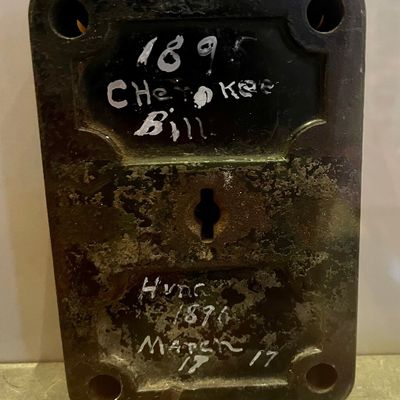 1895
CHerokee
Bill
Hung
1896
March
17 17